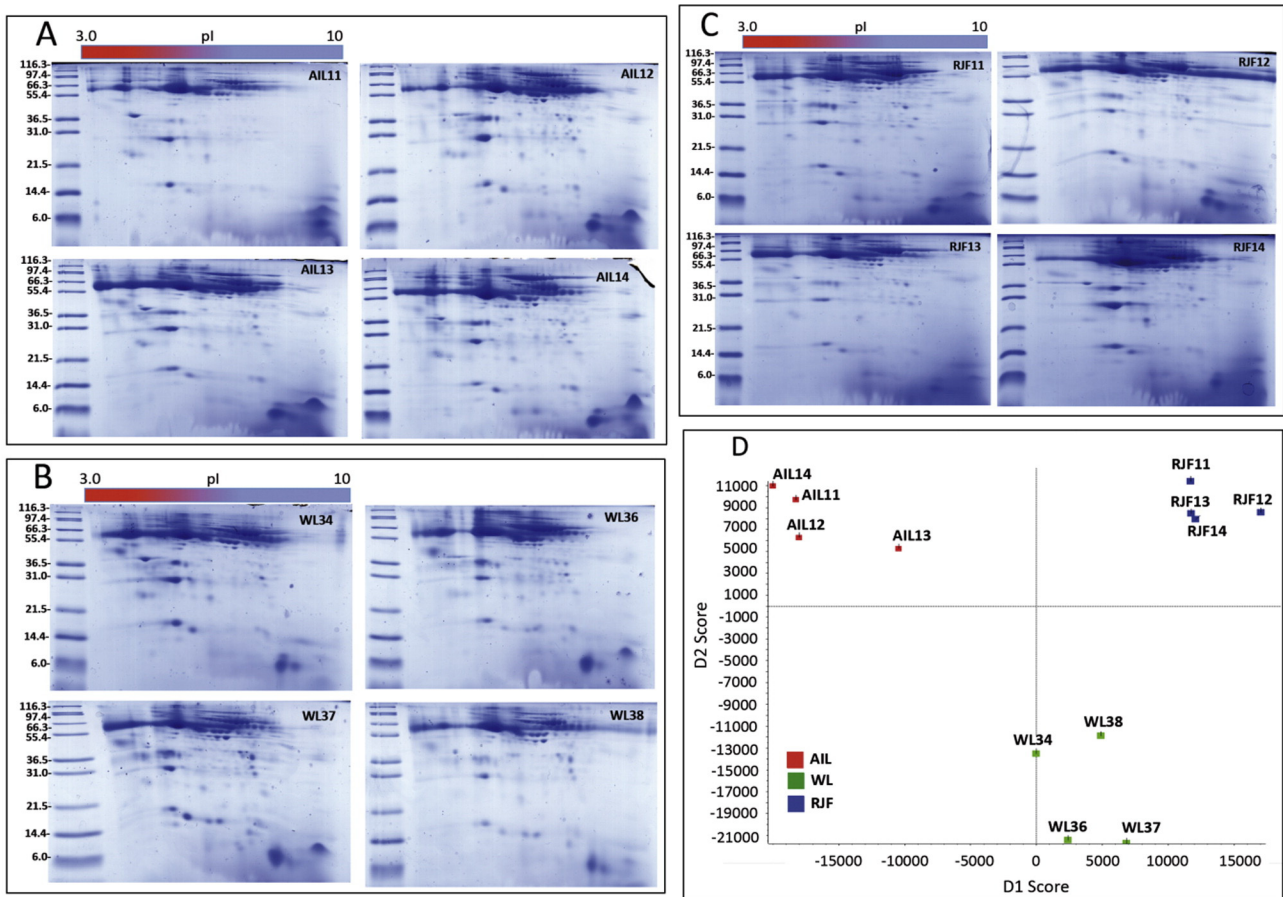 A
3.0 pI 10
116.3-
97.4-
66.3-
55.4-
36.5-
31.0-
21.5-
14.4-
6.0-
AIL11
AIL12
116.3-
97.4-
66.3-
55.4-
36.5-
31.0-
21.5-
14.4-
6.0-
AIL13
AIL14
B
3.0 pI 10
116.3-
97.4-
66.3-
55.4-
36.5-
31.0-
21.5-
14.4-
6.0-
WL34
WL36
116.3-
97.4-
66.3-
55.4-
36.5-
31.0-
21.5-
14.4-
6.0-
WL37
WL38
C
3.0 pI 10
116.3-
97.4-
66.3-
55.4-
36.5-
31.0-
21.5-
14.4-
6.0-
RJF11
RJF12
116.3-
97.4-
66.3-
55.4-
36.5-
31.0-
21.5-
14.4-
6.0-
RJF13
RJF14
D
D2 Score
11000
9000
7000
5000
3000
1000
-1000
-3000
-5000
-7000
-9000
-11000
-13000
-15000
-17000
-19000
-21000
AIL14
AIL11
AIL12
AIL13
RJF11
RJF13
RJF12
RJF14
WL38
WL34
WL36
WL37
AIL
WL
RJF
-15000 -10000 -5000 0 5000 10000 15000
D1 Score